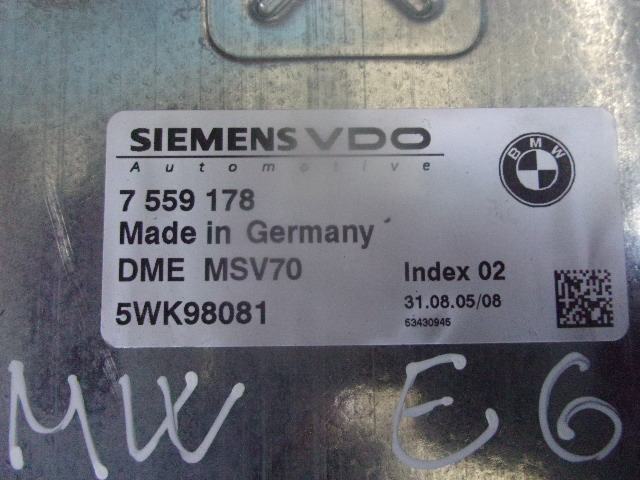 SIEMENS VDO
Automotive
BMW
7 559 178
Made in Germany
DME MSV70
Index 02
5WK98081
31.08.05/08
53430945
MW E6